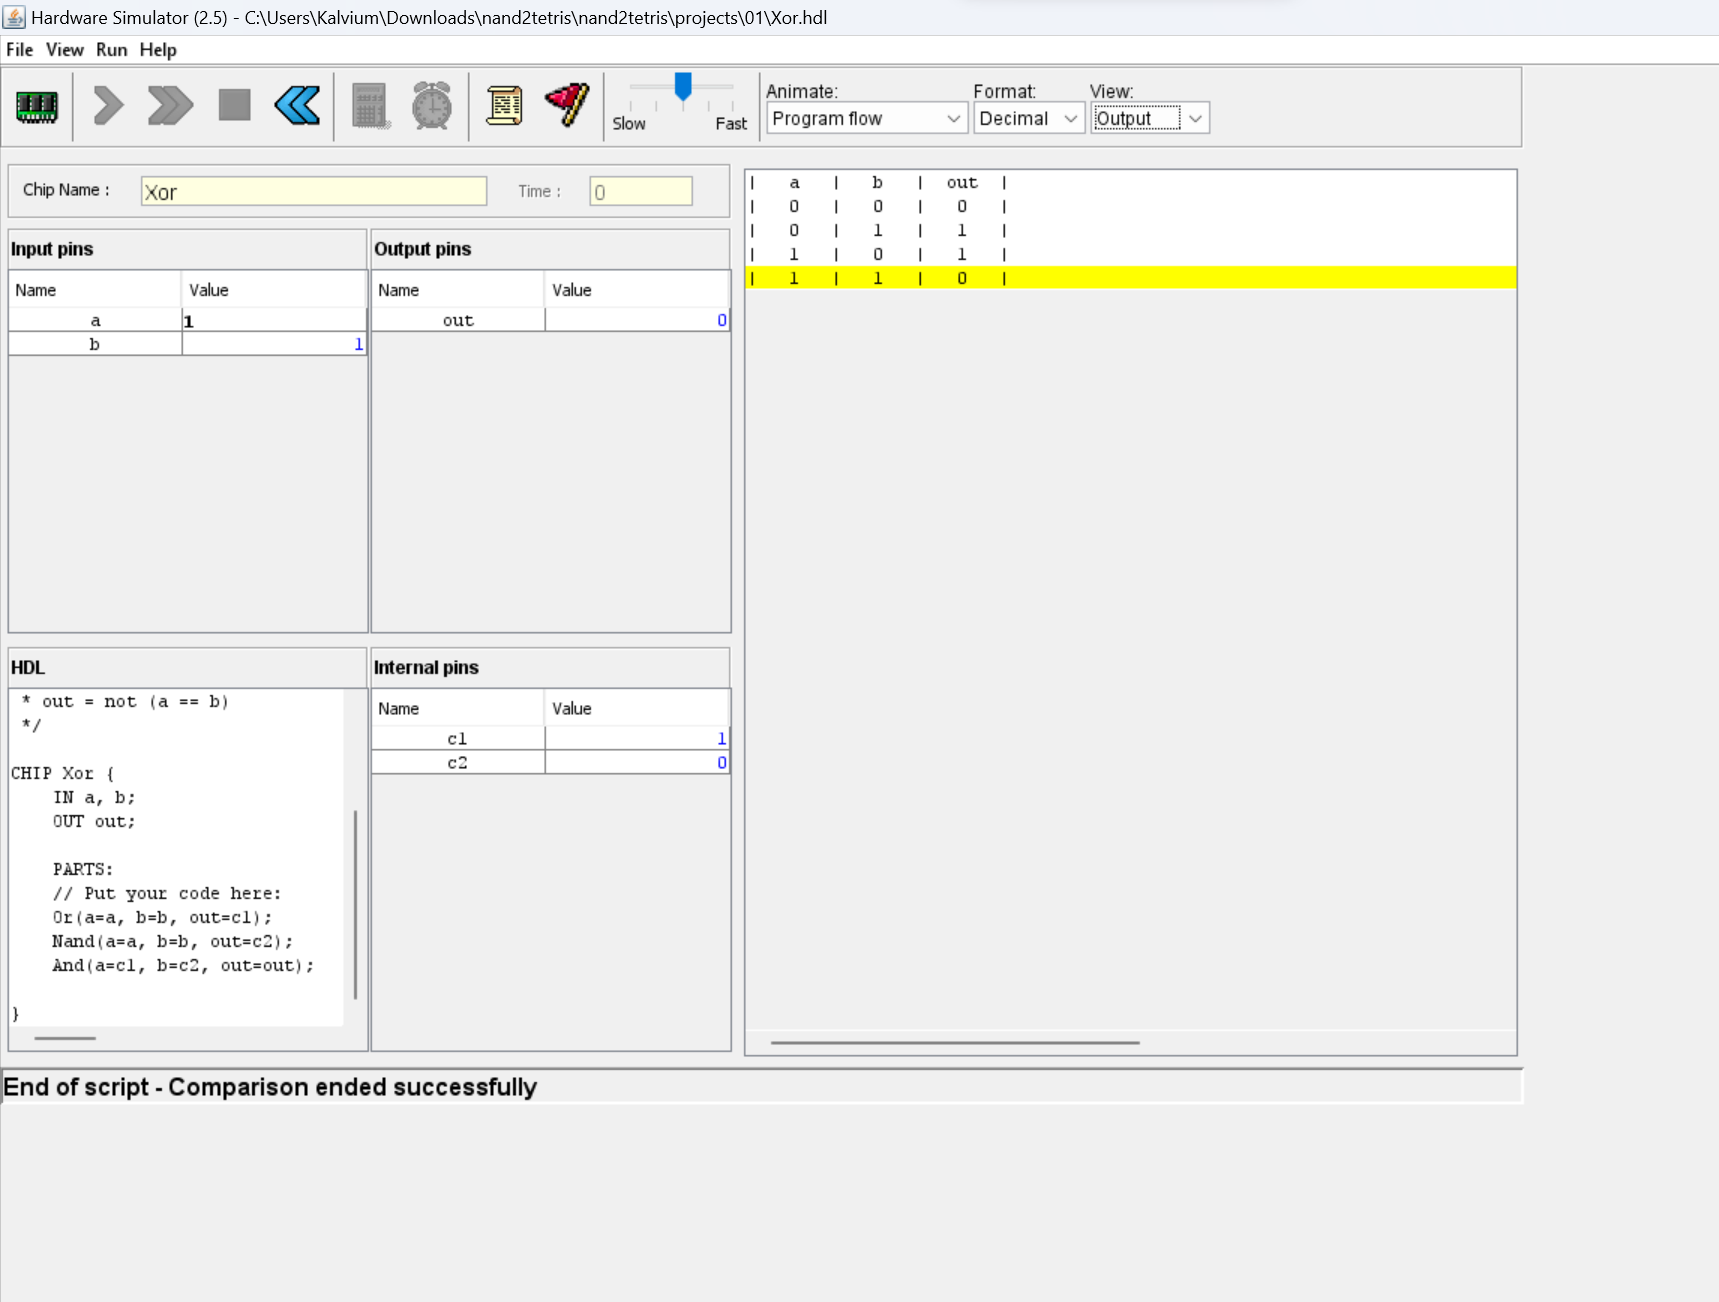 Hardware Simulator (2.5) - C:\Users\Kalvium\Downloads\nand2tetris\nand2tetris\projects\01\Xor.hdl
File View Run Help
Slow Fast
Animate: Format: View:
Program flow Decimal Output
Chip Name : Xor Time : 0
Input pins
Name Value
a 1
b 1
Output pins
Name Value
out 0
| a | b | out |
| 0 | 0 | 0 |
| 0 | 1 | 1 |
| 1 | 0 | 1 |
| 1 | 1 | 0 |
HDL
* out = not (a == b)
*/
CHIP Xor {
IN a, b;
OUT out;
PARTS:
// Put your code here:
Or(a=a, b=b, out=c1);
Nand(a=a, b=b, out=c2);
And(a=c1, b=c2, out=out);
}
Internal pins
Name Value
c1 1
c2 0
End of script - Comparison ended successfully